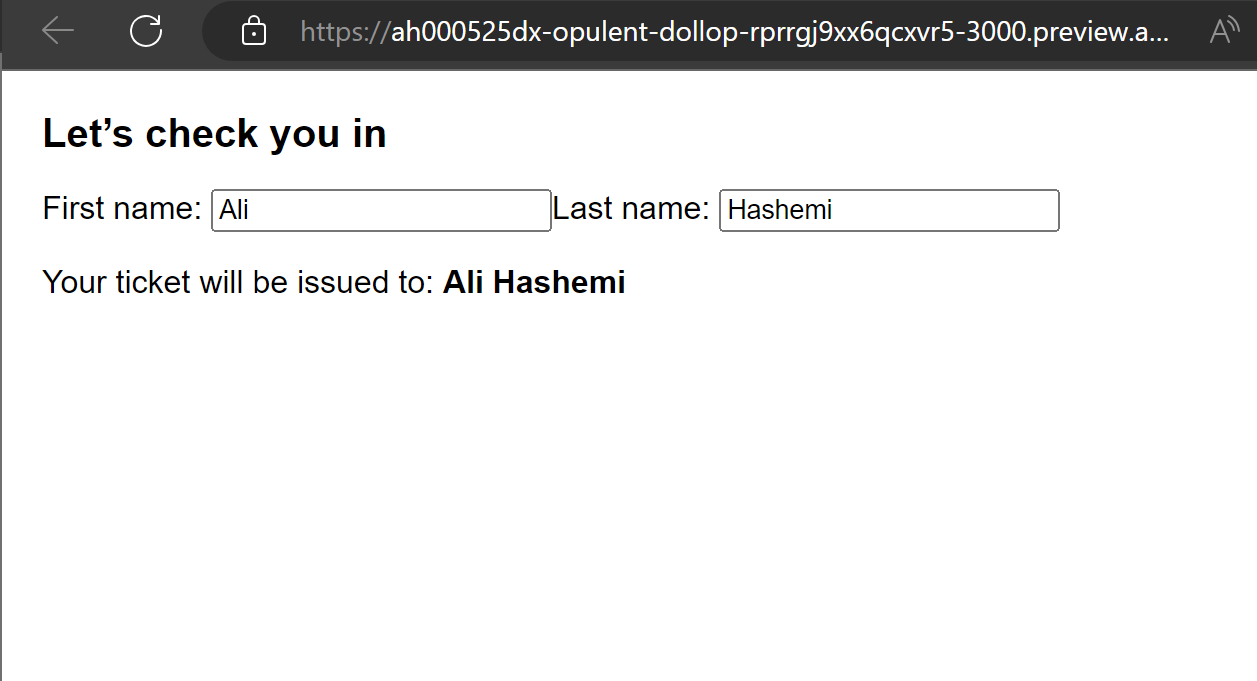 https://ah000525dx-opulent-dollop-rprrgj9xx6qcxvr5-3000.preview.a...
Let’s check you in
First name: Ali Last name: Hashemi
Your ticket will be issued to: Ali Hashemi